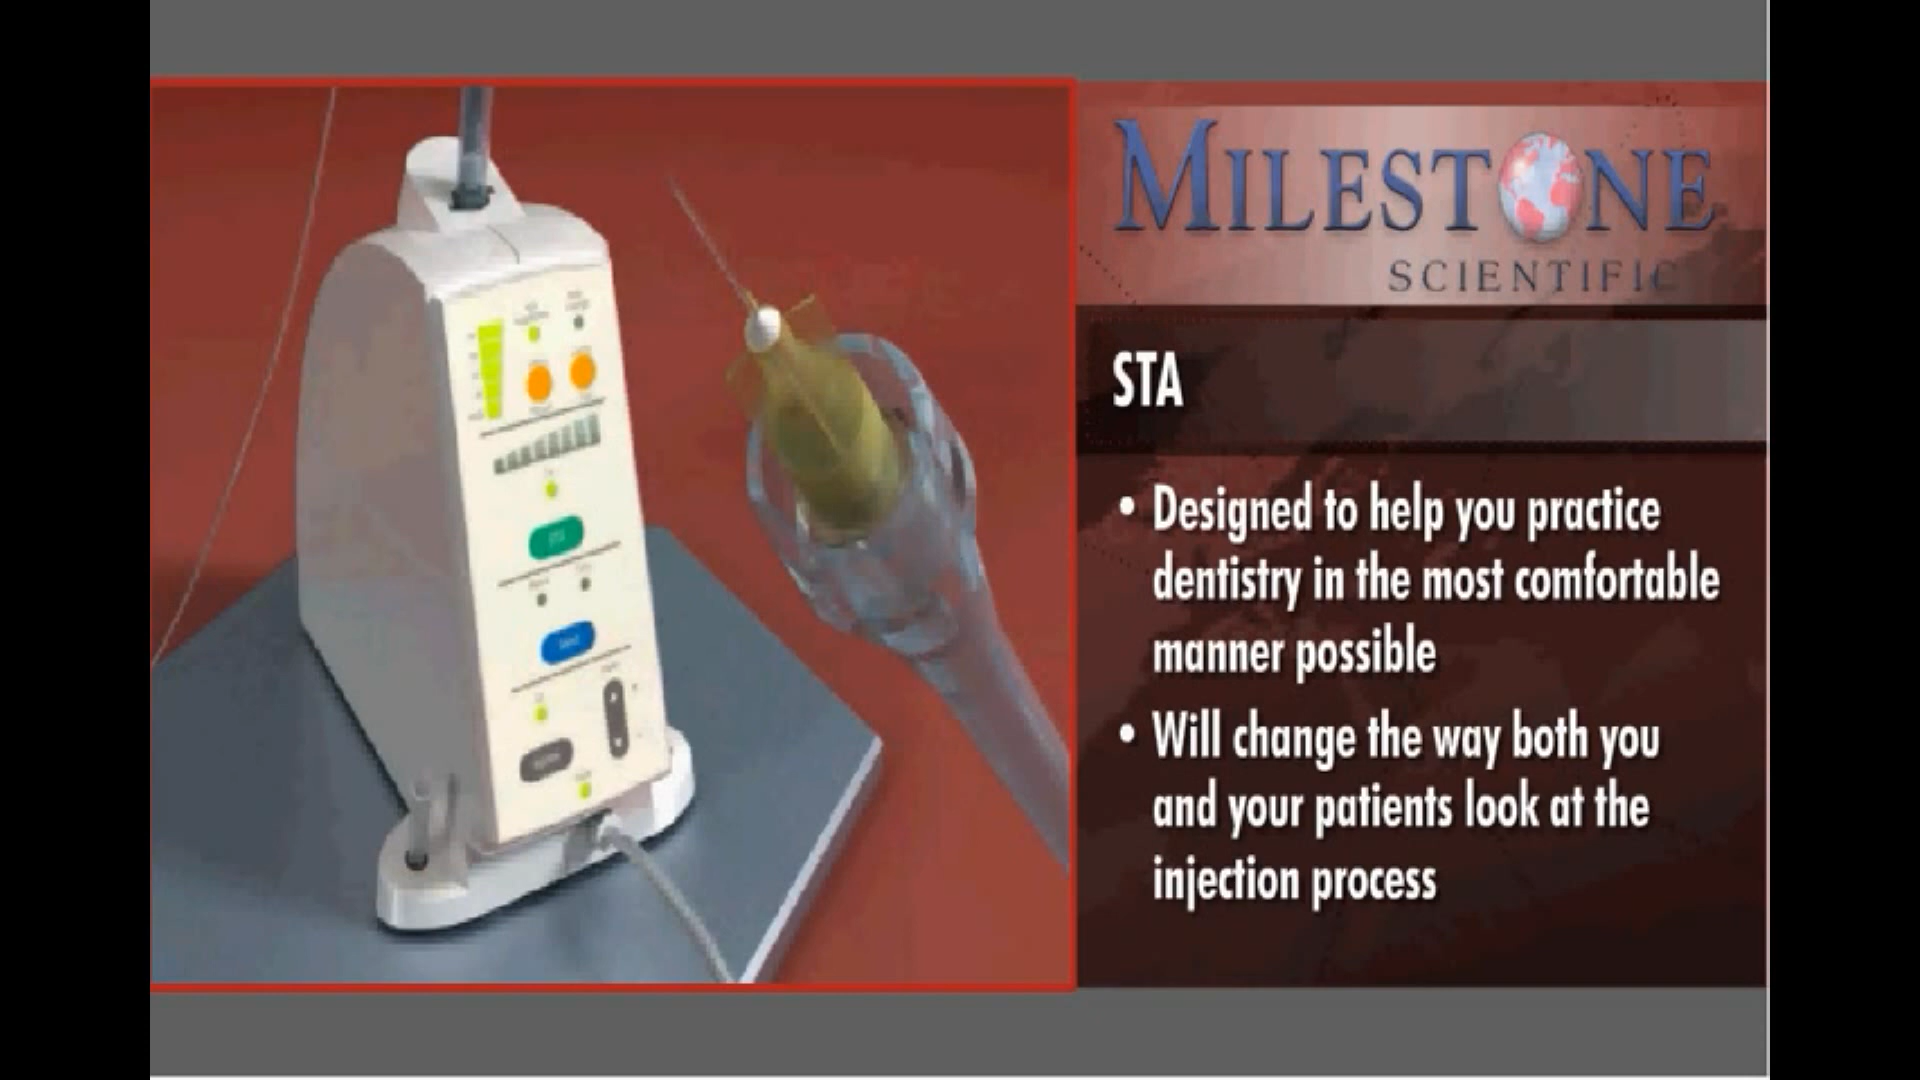 MILESTONE
SCIENTIFIC
STA
• Designed to help you practice
dentistry in the most comfortable
manner possible
• Will change the way both you
and your patients look at the
injection process
STA